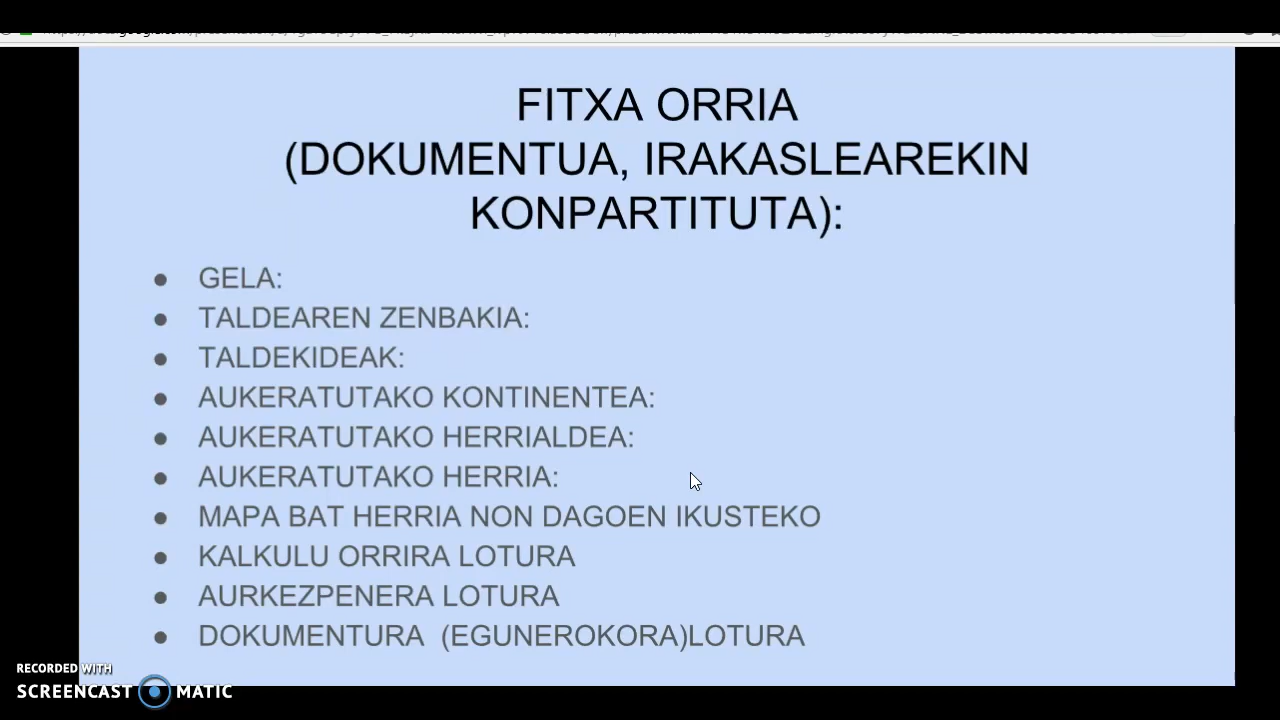 FITXA ORRIA
(DOKUMENTUA, IRAKASLEAREKIN
KONPARTITUTA):
● GELA:
● TALDEAREN ZENBAKIA:
● TALDEKIDEAK:
● AUKERATUTAKO KONTINENTEA:
● AUKERATUTAKO HERRIALDEA:
● AUKERATUTAKO HERRIA:
● MAPA BAT HERRIA NON DAGOEN IKUSTEKO
● KALKULU ORRIRA LOTURA
● AURKEZPENERA LOTURA
● DOKUMENTURA (EGUNEROKORA)LOTURA
RECORDED WITH
SCREENCAST MATIC